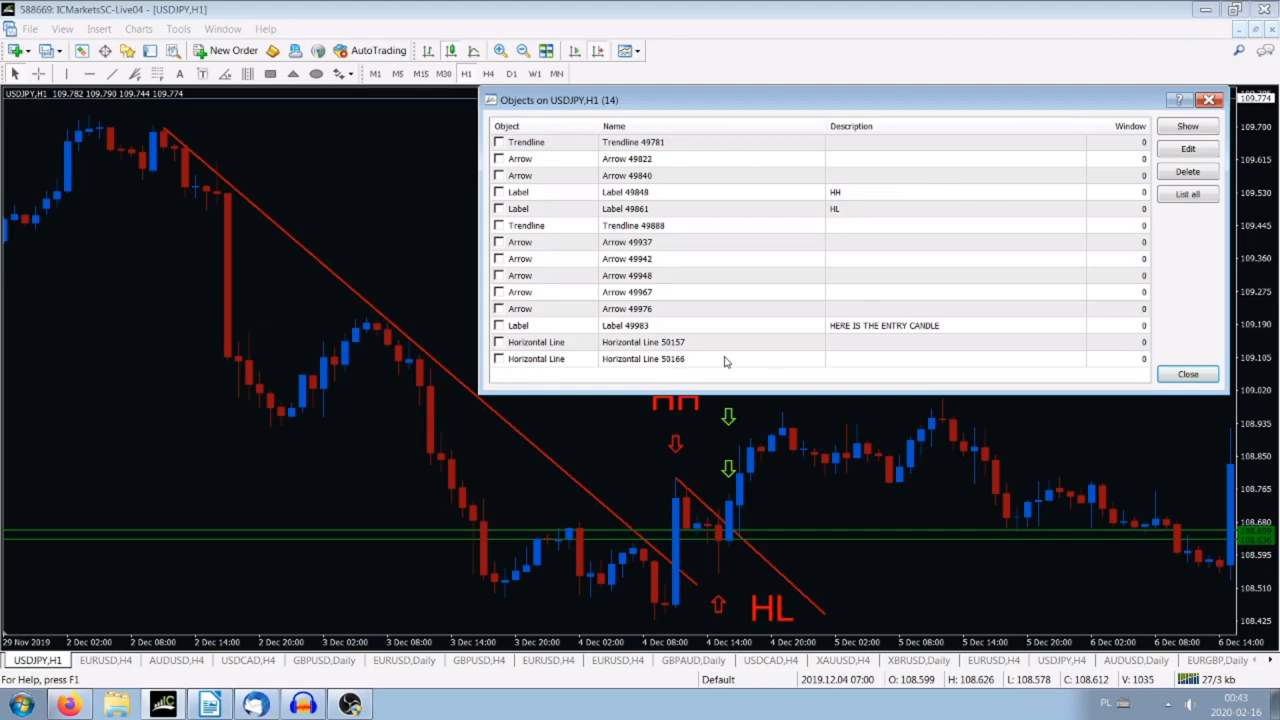 588669: ICMarketsSC-Live04 - [USDJPY,H1]
File View Insert Charts Tools Window Help
New Order AutoTrading
A T M1 M5 M15 M30 H1 H4 D1 W1 MN
USDJPY,H1 109.782 109.790 109.744 109.774
Objects on USDJPY,H1 (14)
Object Name Description Window
Trendline Trendline 49781 0
Arrow Arrow 49822 0
Arrow Arrow 49840 0
Label Label 49848 HH 0
Label Label 49861 HL 0
Trendline Trendline 49888 0
Arrow Arrow 49937 0
Arrow Arrow 49942 0
Arrow Arrow 49948 0
Arrow Arrow 49967 0
Arrow Arrow 49976 0
Label Label 49983 HERE IS THE ENTRY CANDLE 0
Horizontal Line Horizontal Line 50157 0
Horizontal Line Horizontal Line 50166 0
Show
Edit
Delete
List all
Close
109.774
109.700
109.615
109.530
109.445
109.360
109.275
109.190
109.105
109.020
108.935
108.850
108.765
108.680
108.635
108.595
108.510
108.425
HH
HL
29 Nov 2019 2 Dec 02:00 2 Dec 08:00 2 Dec 14:00 3 Dec 02:00 3 Dec 08:00 3 Dec 14:00 4 Dec 02:00 4 Dec 08:00 4 Dec 14:00 4 Dec 20:00 5 Dec 02:00 5 Dec 08:00 5 Dec 14:00 6 Dec 02:00 6 Dec 08:00 6 Dec 14:00
USDJPY,H1 EURUSD,H4 AUDUSD,H4 USDCAD,H4 GBPUSD,Daily EURUSD,Daily GBPUSD,H4 EURUSD,H4 EURUSD,H4 GBPAUD,Daily USDCAD,H4 XAUUSD,H4 XBRUSD,Daily EURUSD,H4 USDJPY,H4 AUDUSD,Daily EURGBP,Daily
For Help, press F1 Default 2019.12.04 07:00 O: 108.599 H: 108.626 L: 108.578 C: 108.612 V: 1035 27/3 kb
PL 00:43
2020-02-16